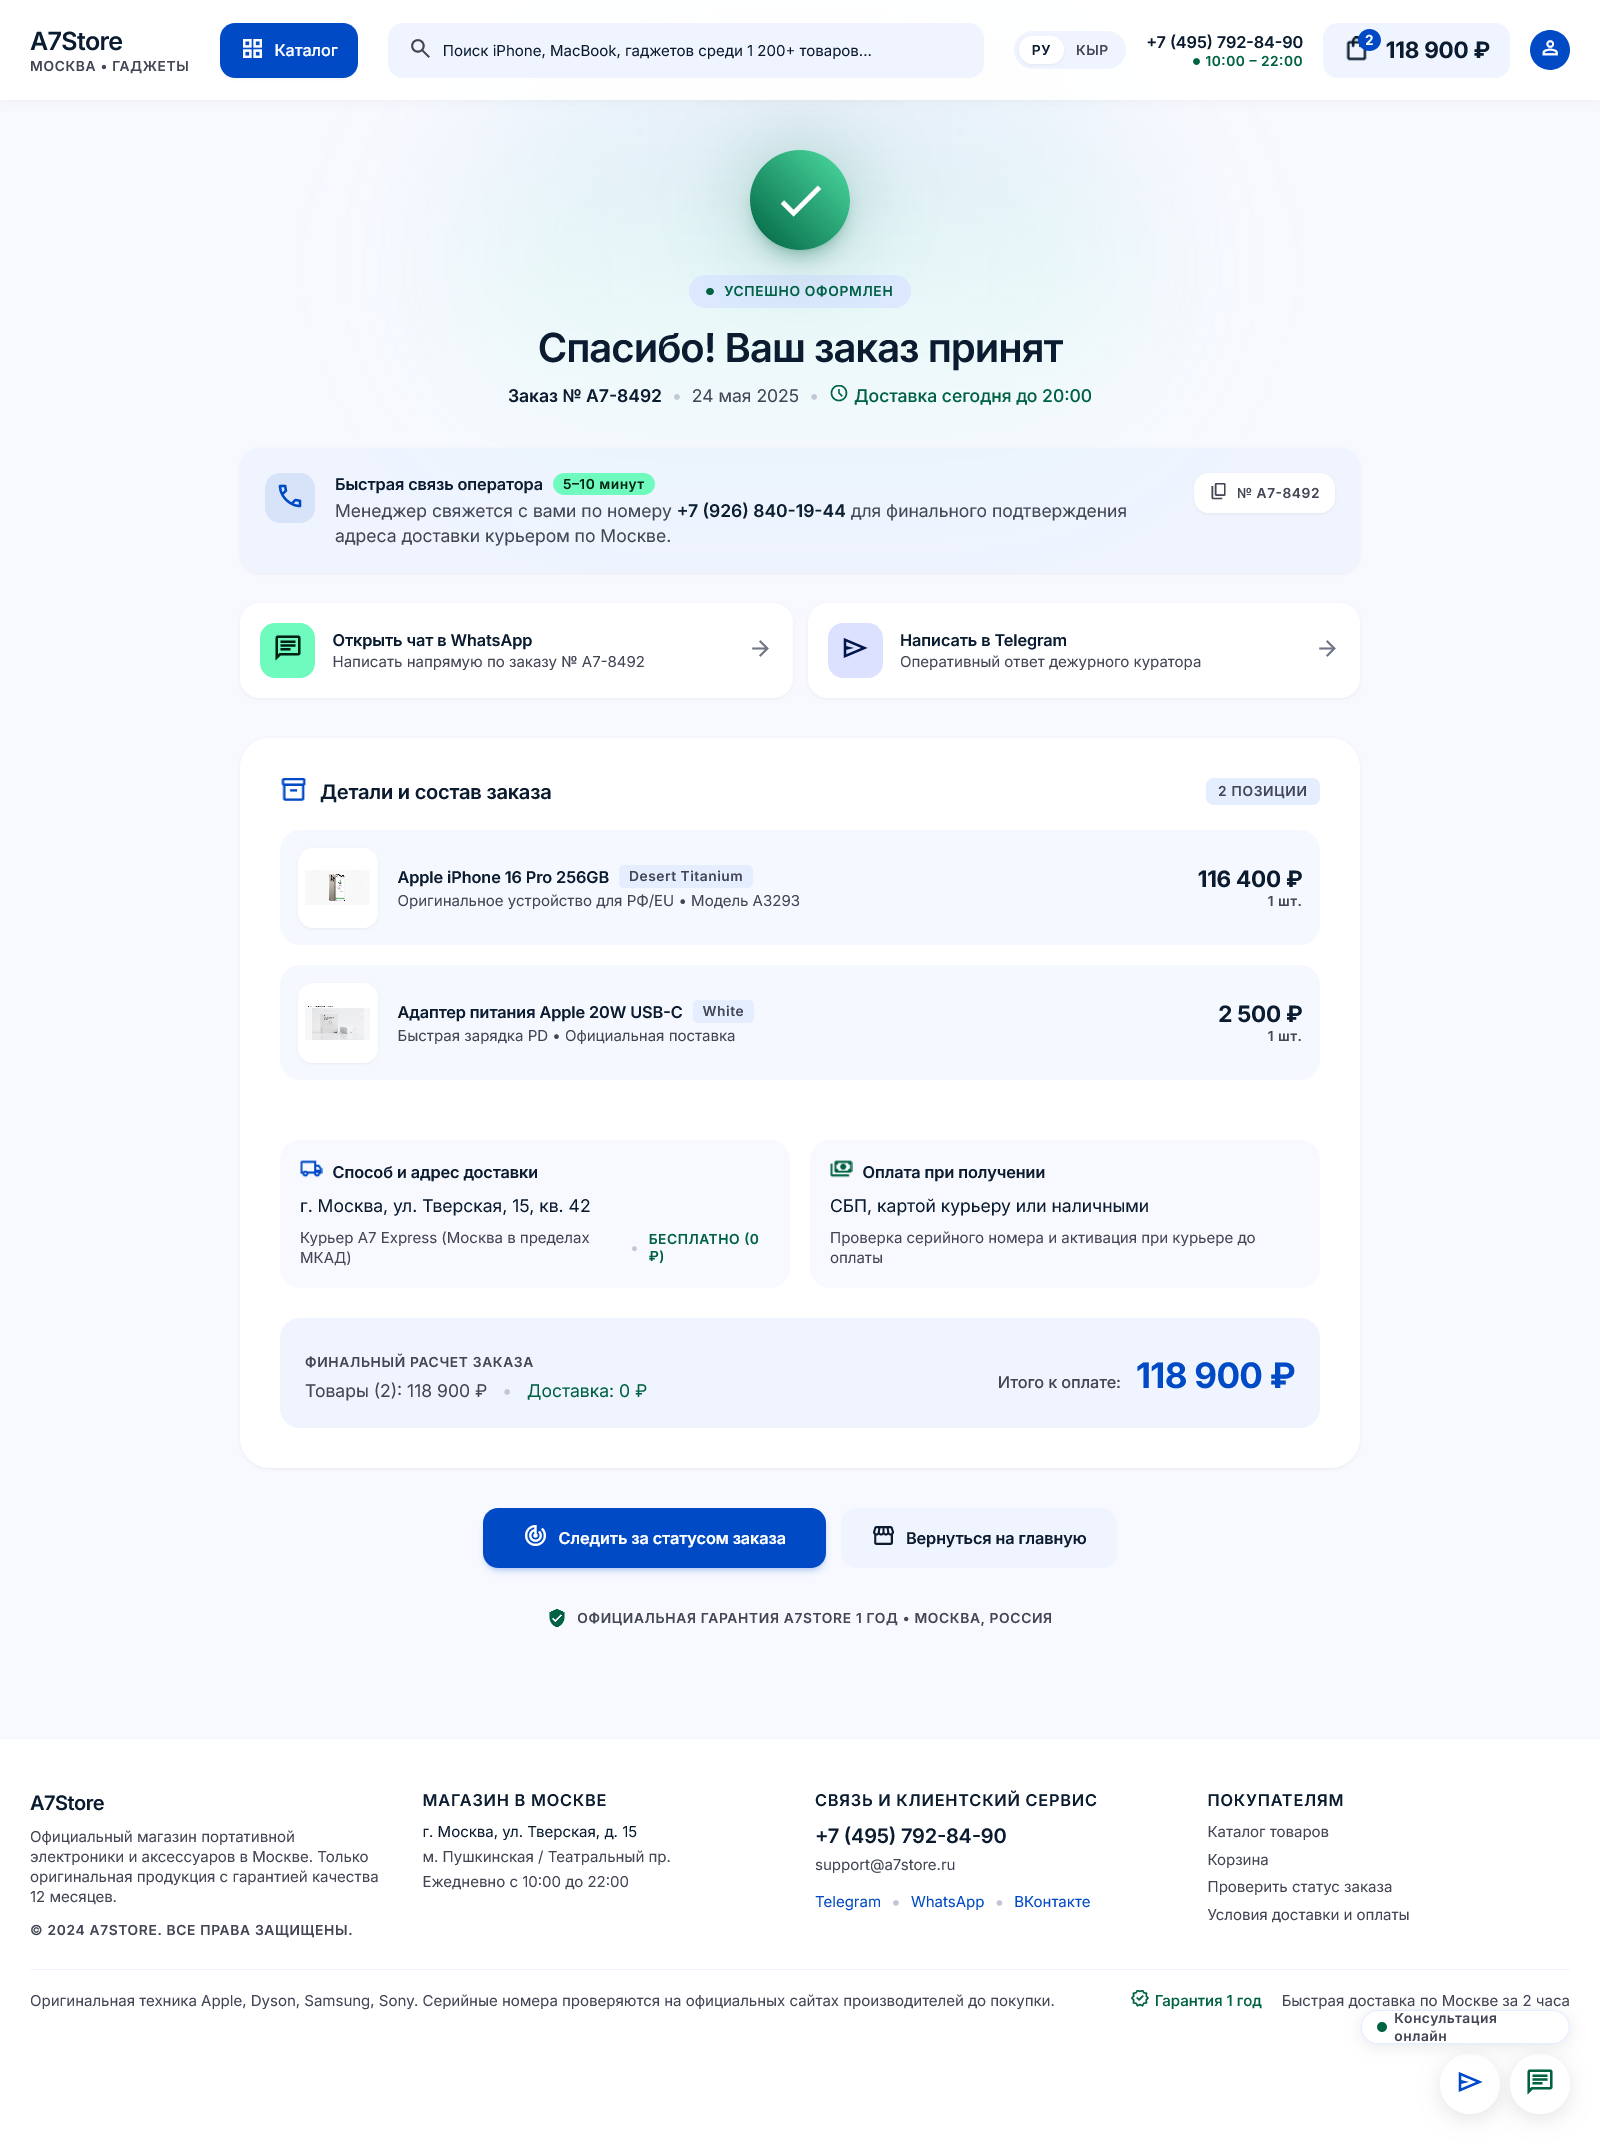 A7Store
МОСКВА • ГАДЖЕТЫ
Каталог
Поиск iPhone, MacBook, гаджетов среди 1 200+ товаров...
РУ КЫР
+7 (495) 792-84-90
• 10:00 – 22:00
2
118 900 ₽
УСПЕШНО ОФОРМЛЕН
Спасибо! Ваш заказ принят
Заказ № A7-8492 • 24 мая 2025 • Доставка сегодня до 20:00
Быстрая связь оператора 5–10 минут
Менеджер свяжется с вами по номеру +7 (926) 840-19-44 для финального подтверждения
адреса доставки курьером по Москве.
№ A7-8492
Открыть чат в WhatsApp
Написать напрямую по заказу № A7-8492
Написать в Telegram
Оперативный ответ дежурного куратора
Детали и состав заказа
2 ПОЗИЦИИ
Apple iPhone 16 Pro 256GB Desert Titanium
Оригинальное устройство для РФ/EU • Модель A3293
116 400 ₽
1 шт.
Адаптер питания Apple 20W USB-C White
Быстрая зарядка PD • Официальная поставка
2 500 ₽
1 шт.
Способ и адрес доставки
г. Москва, ул. Тверская, 15, кв. 42
Курьер A7 Express (Москва в пределах
МКАД)
• БЕСПЛАТНО (0
₽)
Оплата при получении
СБП, картой курьеру или наличными
Проверка серийного номера и активация при курьере до
оплаты
ФИНАЛЬНЫЙ РАСЧЕТ ЗАКАЗА
Товары (2): 118 900 ₽ • Доставка: 0 ₽
Итого к оплате: 118 900 ₽
Следить за статусом заказа
Вернуться на главную
ОФИЦИАЛЬНАЯ ГАРАНТИЯ A7STORE 1 ГОД • МОСКВА, РОССИЯ
A7Store
Официальный магазин портативной
электроники и аксессуаров в Москве. Только
оригинальная продукция с гарантией качества
12 месяцев.
© 2024 A7STORE. ВСЕ ПРАВА ЗАЩИЩЕНЫ.
МАГАЗИН В МОСКВЕ
г. Москва, ул. Тверская, д. 15
м. Пушкинская / Театральный пр.
Ежедневно с 10:00 до 22:00
СВЯЗЬ И КЛИЕНТСКИЙ СЕРВИС
+7 (495) 792-84-90
support@a7store.ru
Telegram • WhatsApp • ВКонтакте
ПОКУПАТЕЛЯМ
Каталог товаров
Корзина
Проверить статус заказа
Условия доставки и оплаты
Оригинальная техника Apple, Dyson, Samsung, Sony. Серийные номера проверяются на официальных сайтах производителей до покупки.
Гарантия 1 год
Быстрая доставка по Москве за 2 часа
Консультация
онлайн